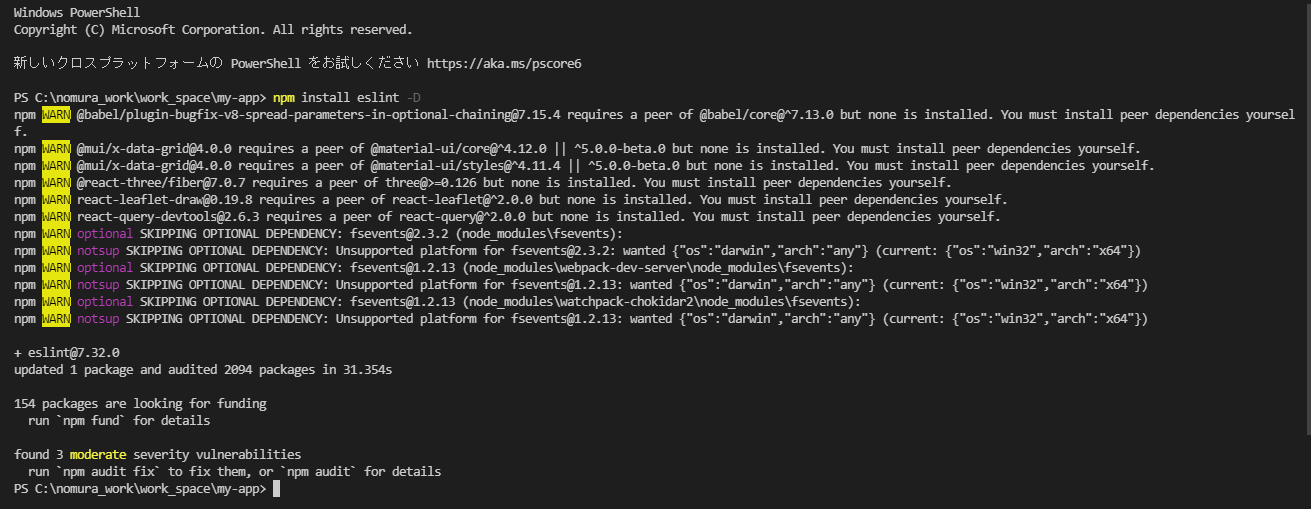 Windows PowerShell
Copyright (C) Microsoft Corporation. All rights reserved.
新しいクロスプラットフォームの PowerShell をお試しください https://aka.ms/pscore6
PS C:\nomura_work\work_space\my-app> npm install eslint -D
npm WARN @babel/plugin-bugfix-v8-spread-parameters-in-optional-chaining@7.15.4 requires a peer of @babel/core@^7.13.0 but none is installed. You must install peer dependencies yoursel
f.
npm WARN @mui/x-data-grid@4.0.0 requires a peer of @material-ui/core@^4.12.0 || ^5.0.0-beta.0 but none is installed. You must install peer dependencies yourself.
npm WARN @mui/x-data-grid@4.0.0 requires a peer of @material-ui/styles@^4.11.4 || ^5.0.0-beta.0 but none is installed. You must install peer dependencies yourself.
npm WARN @react-three/fiber@7.0.7 requires a peer of three@>=0.126 but none is installed. You must install peer dependencies yourself.
npm WARN react-leaflet-draw@0.19.8 requires a peer of react-leaflet@^2.0.0 but none is installed. You must install peer dependencies yourself.
npm WARN react-query-devtools@2.6.3 requires a peer of react-query@^2.0.0 but none is installed. You must install peer dependencies yourself.
npm WARN optional SKIPPING OPTIONAL DEPENDENCY: fsevents@2.3.2 (node_modules\fsevents):
npm WARN notsup SKIPPING OPTIONAL DEPENDENCY: Unsupported platform for fsevents@2.3.2: wanted {"os":"darwin","arch":"any"} (current: {"os":"win32","arch":"x64"})
npm WARN optional SKIPPING OPTIONAL DEPENDENCY: fsevents@1.2.13 (node_modules\webpack-dev-server\node_modules\fsevents):
npm WARN notsup SKIPPING OPTIONAL DEPENDENCY: Unsupported platform for fsevents@1.2.13: wanted {"os":"darwin","arch":"any"} (current: {"os":"win32","arch":"x64"})
npm WARN optional SKIPPING OPTIONAL DEPENDENCY: fsevents@1.2.13 (node_modules\watchpack-chokidar2\node_modules\fsevents):
npm WARN notsup SKIPPING OPTIONAL DEPENDENCY: Unsupported platform for fsevents@1.2.13: wanted {"os":"darwin","arch":"any"} (current: {"os":"win32","arch":"x64"})
+ eslint@7.32.0
updated 1 package and audited 2094 packages in 31.354s
154 packages are looking for funding
run `npm fund` for details
found 3 moderate severity vulnerabilities
run `npm audit fix` to fix them, or `npm audit` for details
PS C:\nomura_work\work_space\my-app>